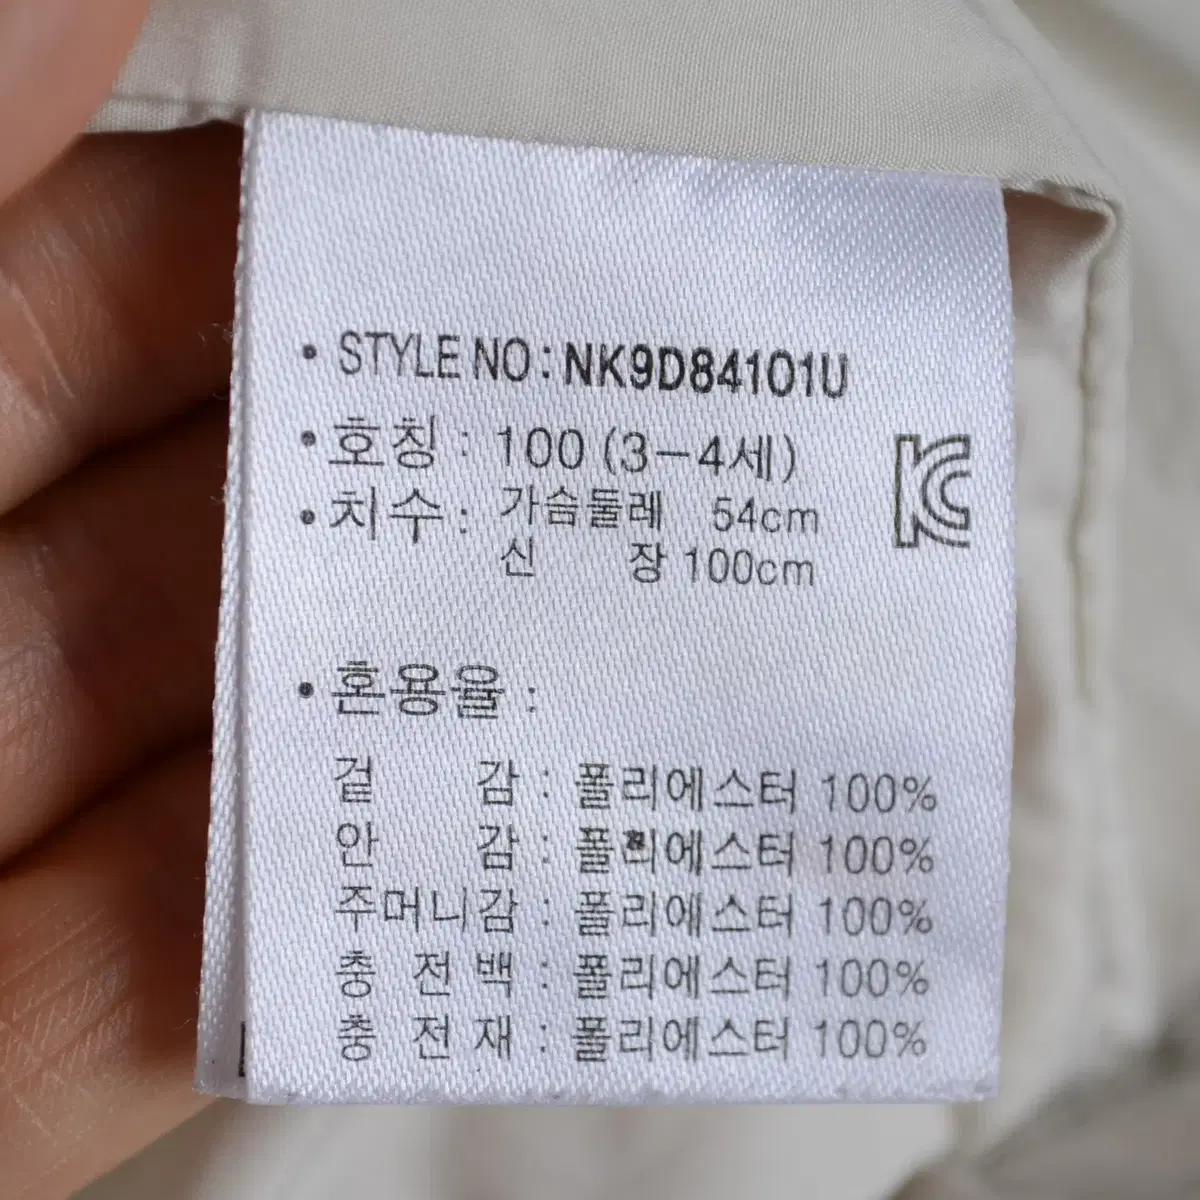 • STYLE NO : NK9D84101U
• 호칭 : 100 (3-4세)
• 치수 : 가슴둘레 54cm
신 장 100cm
KC
• 혼용율 :
겉 감 : 폴리에스터 100%
안 감 : 폴리에스터 100%
주머니감 : 폴리에스터 100%
충 전 백 : 폴리에스터 100%
충 전 재 : 폴리에스터 100%